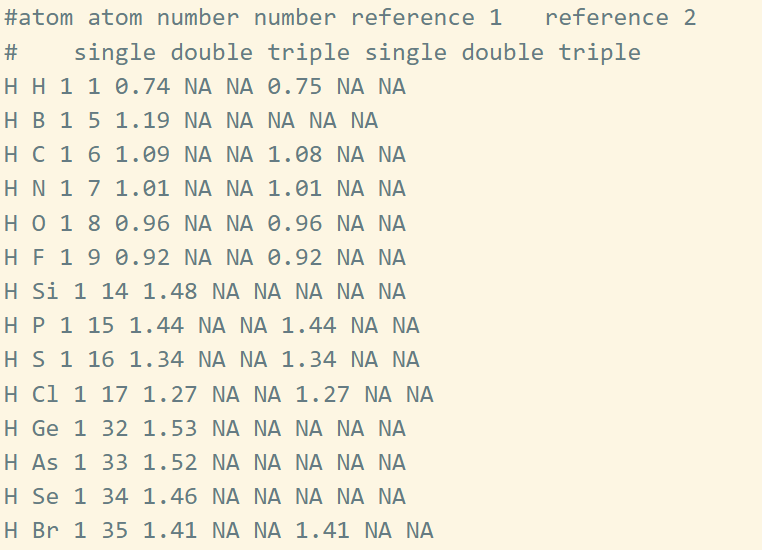 #atom atom number number reference 1   reference 2
#    single double triple single double triple
H H 1 1 0.74 NA NA 0.75 NA NA
H B 1 5 1.19 NA NA NA NA NA
H C 1 6 1.09 NA NA 1.08 NA NA
H N 1 7 1.01 NA NA 1.01 NA NA
H O 1 8 0.96 NA NA 0.96 NA NA
H F 1 9 0.92 NA NA 0.92 NA NA
H Si 1 14 1.48 NA NA NA NA NA
H P 1 15 1.44 NA NA 1.44 NA NA
H S 1 16 1.34 NA NA 1.34 NA NA
H Cl 1 17 1.27 NA NA 1.27 NA NA
H Ge 1 32 1.53 NA NA NA NA NA
H As 1 33 1.52 NA NA NA NA NA
H Se 1 34 1.46 NA NA NA NA NA
H Br 1 35 1.41 NA NA 1.41 NA NA